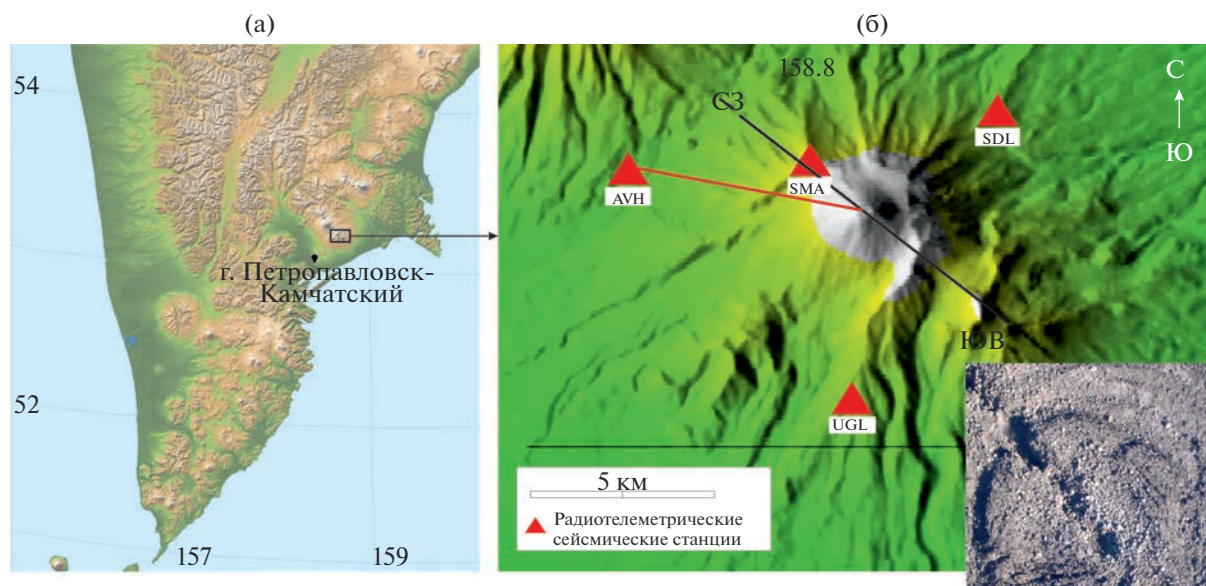 (а)
(б)
54
52
157
159
г. Петропавловск-
Камчатский
158.8
С
Ю
СЗ
SDL
SMA
AVH
ЮВ
UGL
5 км
Радиотелеметрические
сейсмические станции